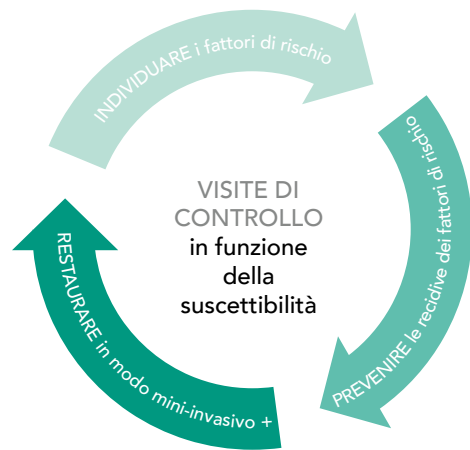 INDIVIDUARE i fattori di rischio
PREVENIRE le recidive dei fattori di rischio
RESTAURARE in modo mini-invasivo +
VISITE DI
CONTROLLO
in funzione
della
suscettibilità